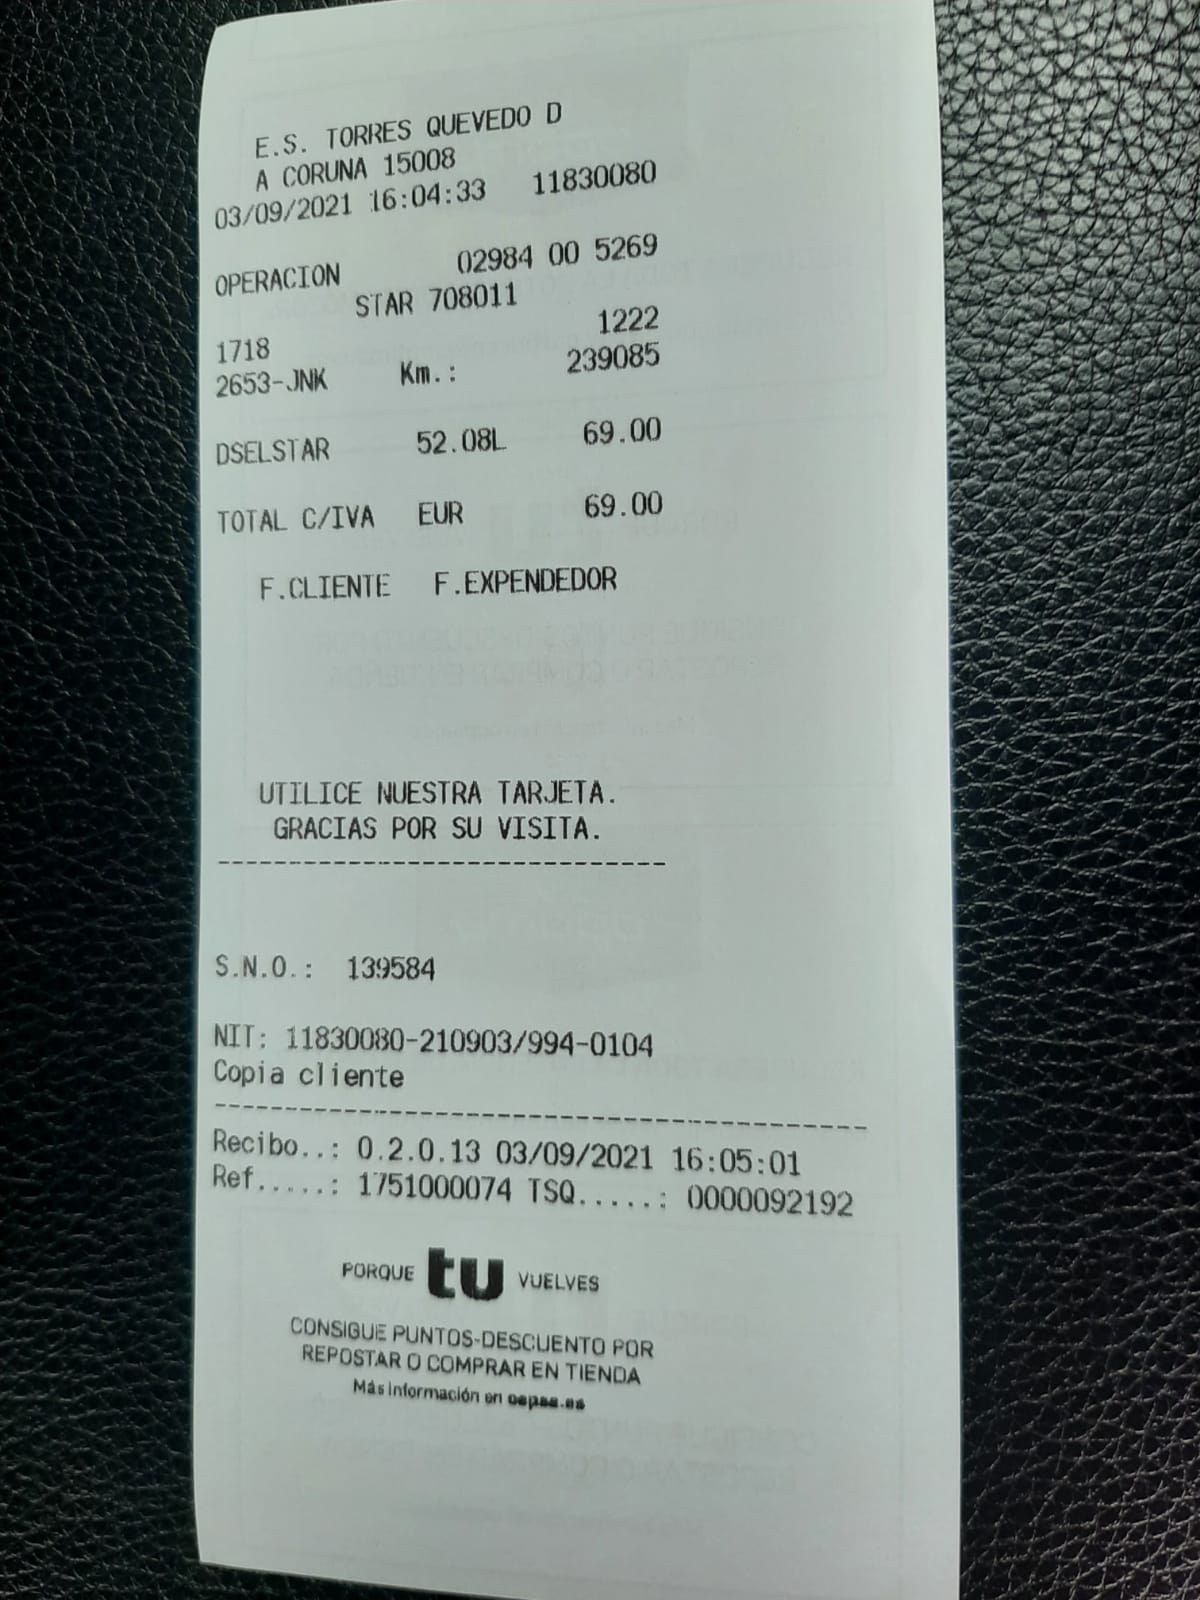 E.S. TORRES QUEVEDO D
A CORUNA 15008
03/09/2021 16:04:33 11830080
OPERACION 02984 00 5269
STAR 708011
1718 1222
2653-JNK Km.: 239085
DSELSTAR 52.08L 69.00
TOTAL C/IVA EUR 69.00
F.CLIENTE F.EXPENDEDOR
UTILICE NUESTRA TARJETA.
GRACIAS POR SU VISITA.
-------------------------------
S.N.O.: 139584
NIT: 11830080-210903/994-0104
Copia cliente
---------------------------------------------
Recibo..: 0.2.0.13 03/09/2021 16:05:01
Ref.....: 1751000074 TSQ.....: 0000092192
PORQUE tu VUELVES
CONSIGUE PUNTOS-DESCUENTO POR
REPOSTAR O COMPRAR EN TIENDA
Más información en cepsa.es